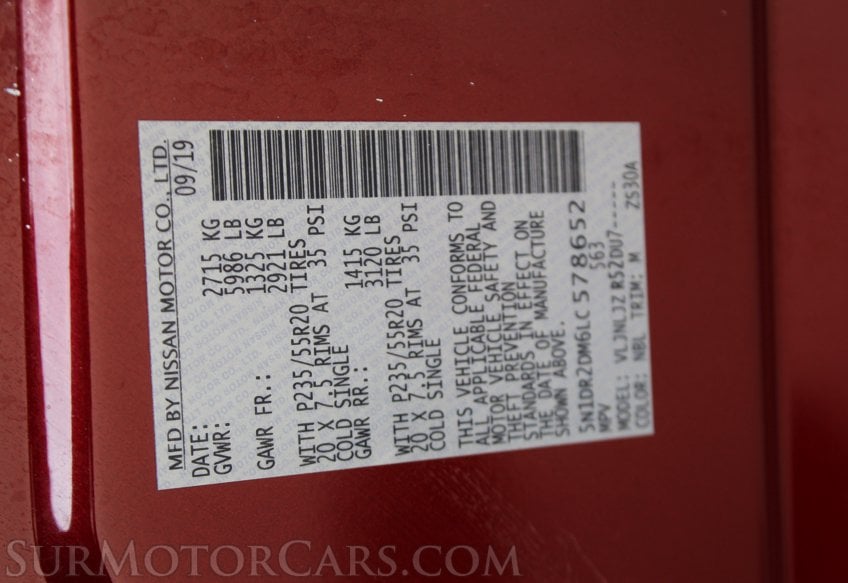 MFD BY NISSAN MOTOR CO., LTD.
DATE: 09/19
GVWR: 2715 KG
5986 LB
GAWR FR.: 1325 KG
2921 LB
WITH P235/55R20 TIRES
20 X 7.5 RIMS AT 35 PSI
COLD SINGLE
GAWR RR.: 1415 KG
3120 LB
WITH P235/55R20 TIRES
20 X 7.5 RIMS AT 35 PSI
COLD SINGLE
THIS VEHICLE CONFORMS TO
ALL APPLICABLE FEDERAL
MOTOR VEHICLE SAFETY AND
THEFT PREVENTION
STANDARDS IN EFFECT ON
THE DATE OF MANUFACTURE
SHOWN ABOVE.
5N1DR2DM6LC578652
MPV S63
MODEL: VLJNLJZ R52DU7-----
COLOR: NBL TRIM: M ZS30A
SURMOTORCARS.COM